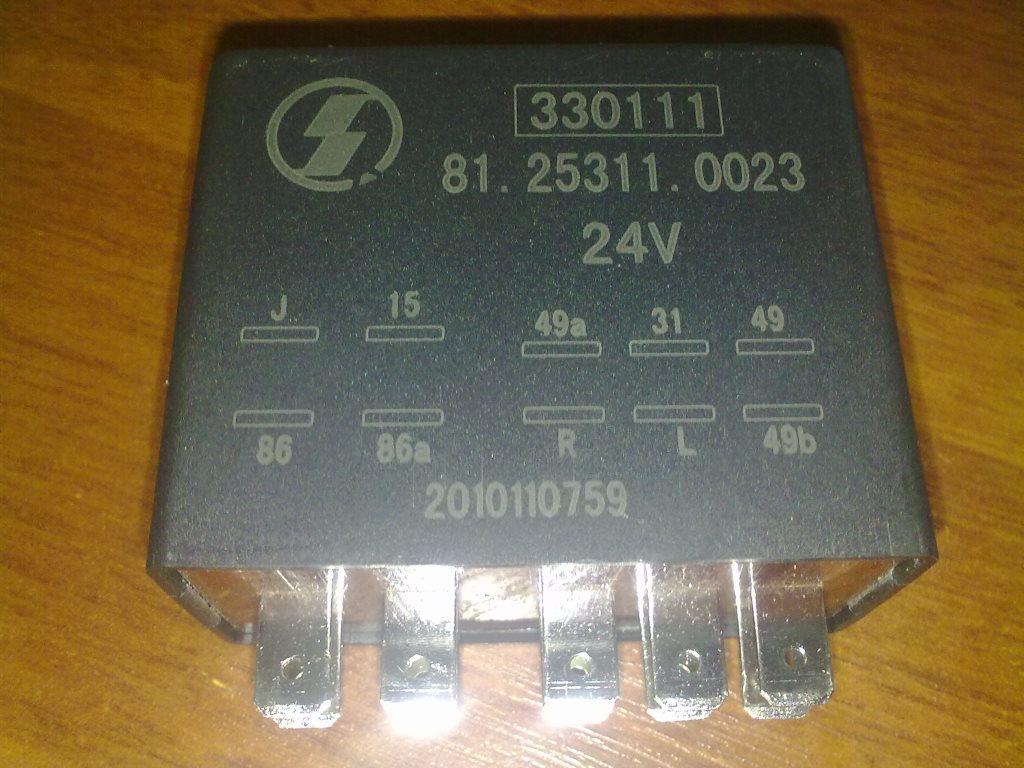 330111
81.25311.0023
24V
J 15 49a 31 49
86 86a R L 49b
2010110759